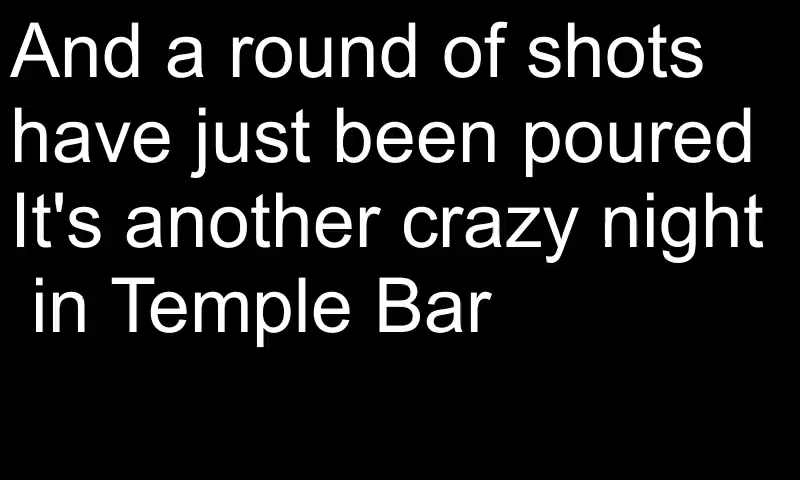 And a round of shots
have just been poured
It's another crazy night
in Temple Bar